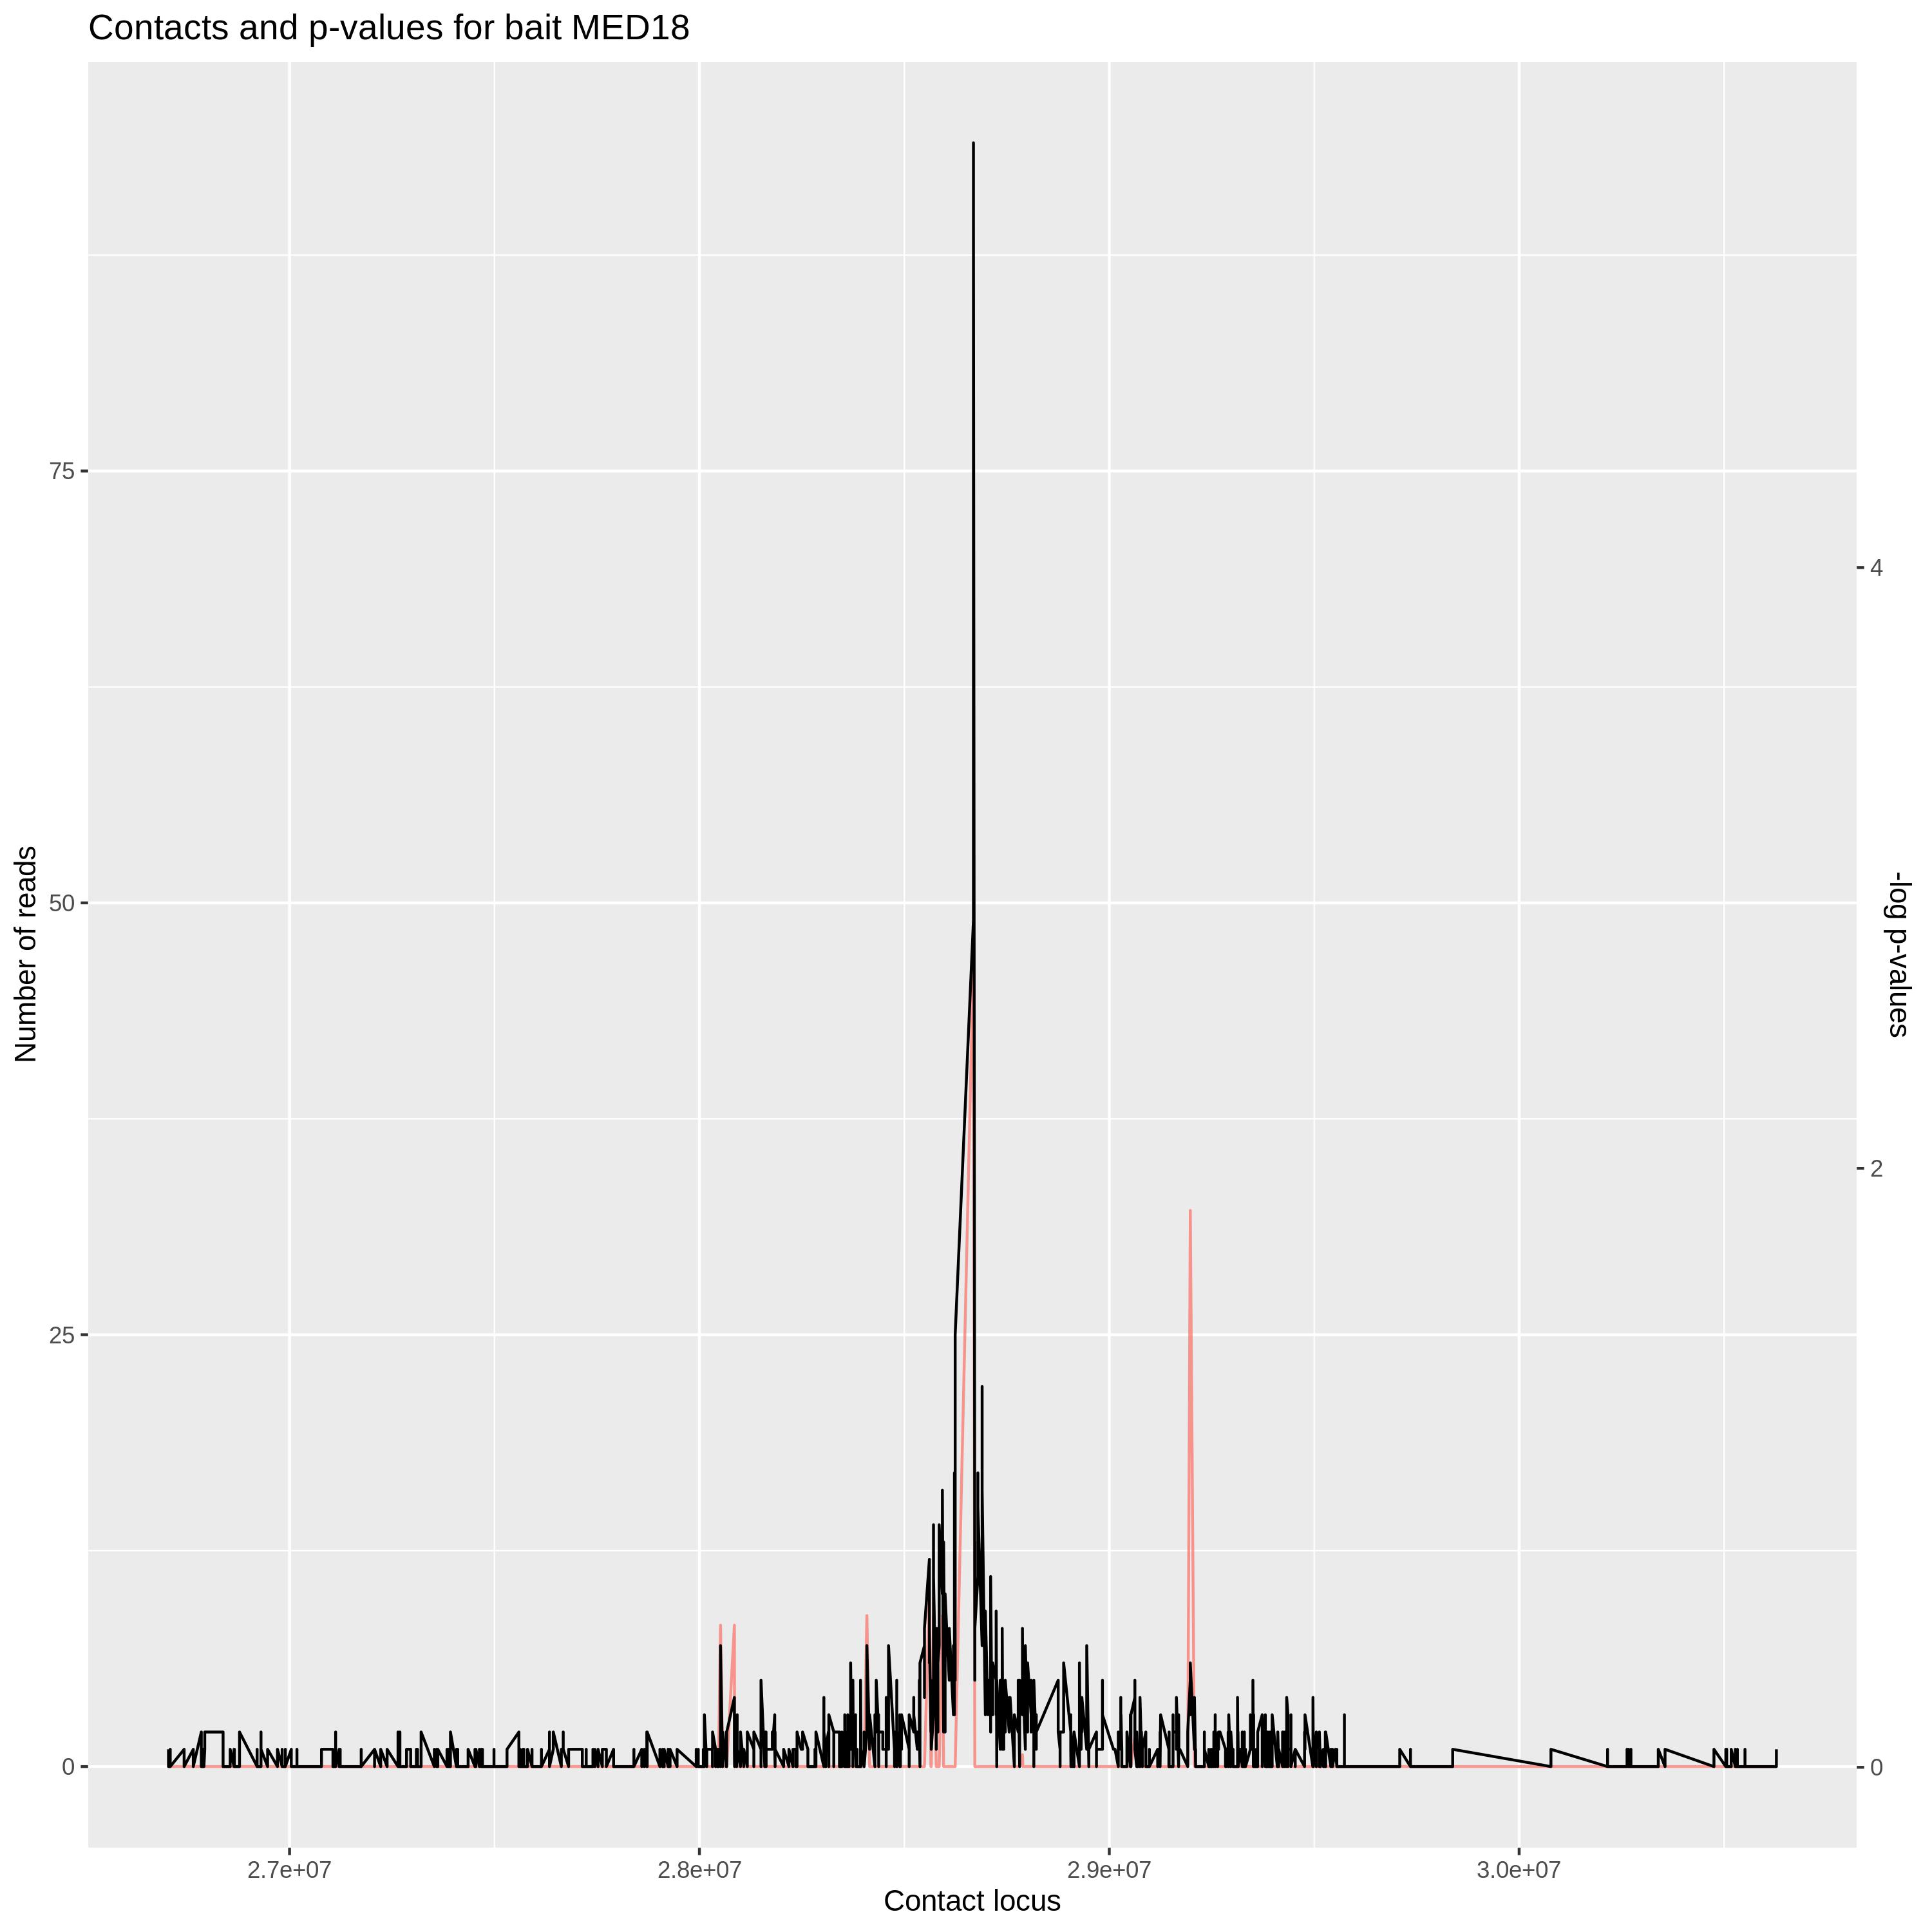 Contacts and p-values for bait MED18
75
50
25
0
Number of reads
4
2
0
-log p-values
2.7e+07
2.8e+07
2.9e+07
3.0e+07
Contact locus